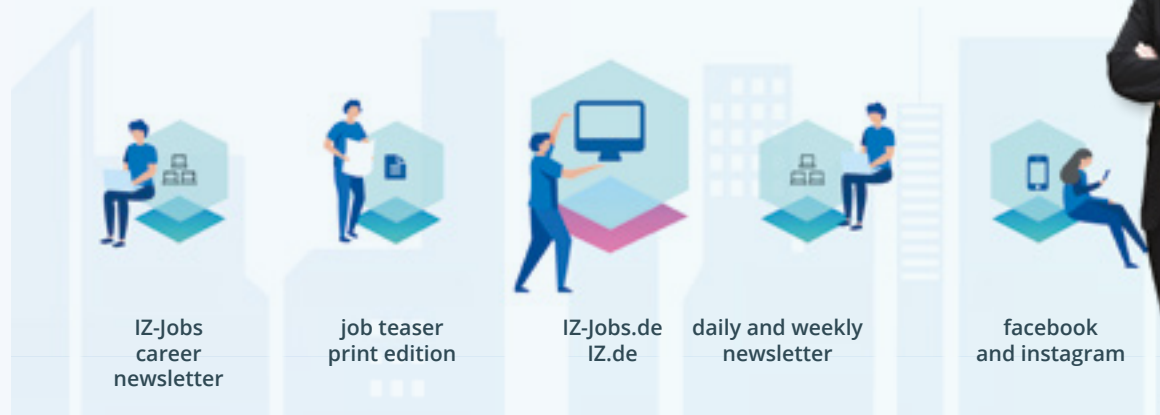 IZ-Jobs
career
newsletter
job teaser
print edition
IZ-Jobs.de
IZ.de
daily and weekly
newsletter
facebook
and instagram